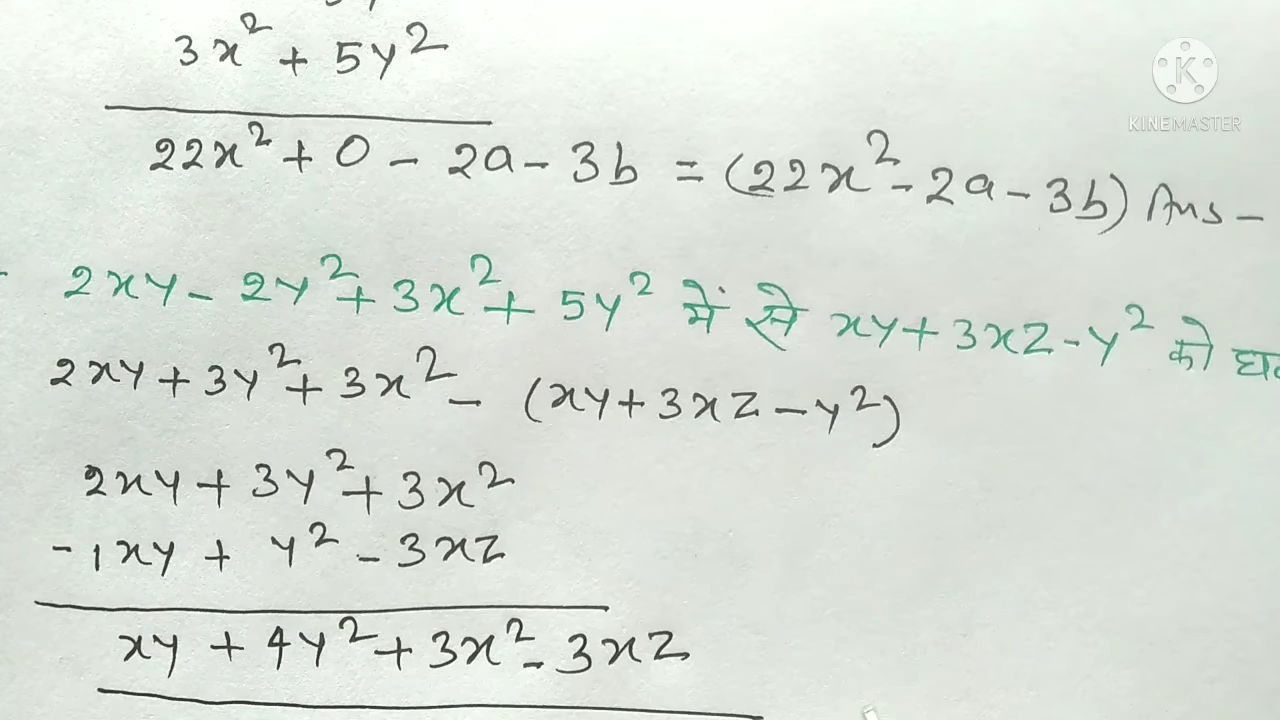 3x² + 5y²
KINEMASTER
22x² + 0 - 2a - 3b = (22x² - 2a - 3b) Ans -
2xy - 2y² + 3x² + 5y² में से xy + 3xz - y² को
2xy + 3y² + 3x² - (xy + 3xz - y²)
2xy + 3y² + 3x²
-1xy + y² - 3xz
xy + 4y² + 3x² - 3xz